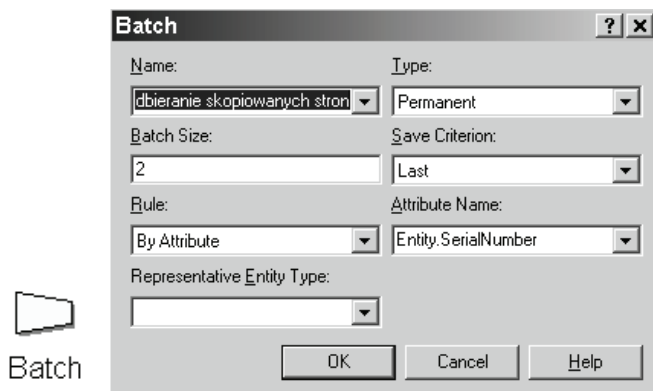 Batch
Name: Type:
dbieranie skopiowanych stron Permanent
Batch Size: Save Criterion:
2 Last
Rule: Attribute Name:
By Attribute Entity.SerialNumber
Representative Entity Type:
OK Cancel Help
Batch